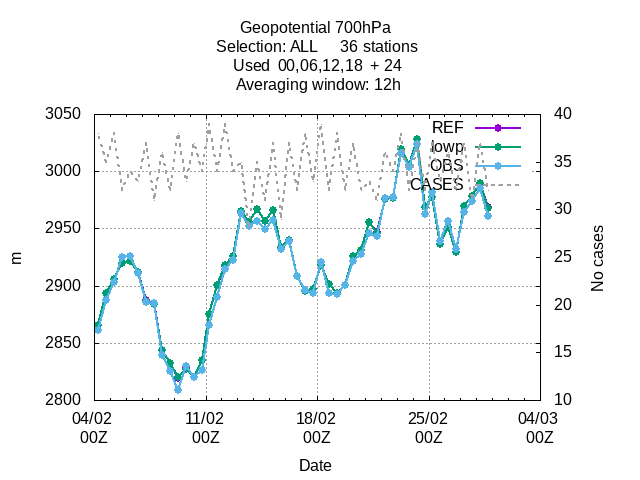 Geopotential 700hPa
Selection: ALL     36 stations
Used  00,06,12,18  + 24
Averaging window: 12h
3050
3000
2950
2900
2850
2800
m
40
35
30
25
20
15
10
No cases
REF
lowp
OBS
CASES
04/02 11/02 18/02 25/02 04/03
00Z 00Z 00Z 00Z 00Z
Date